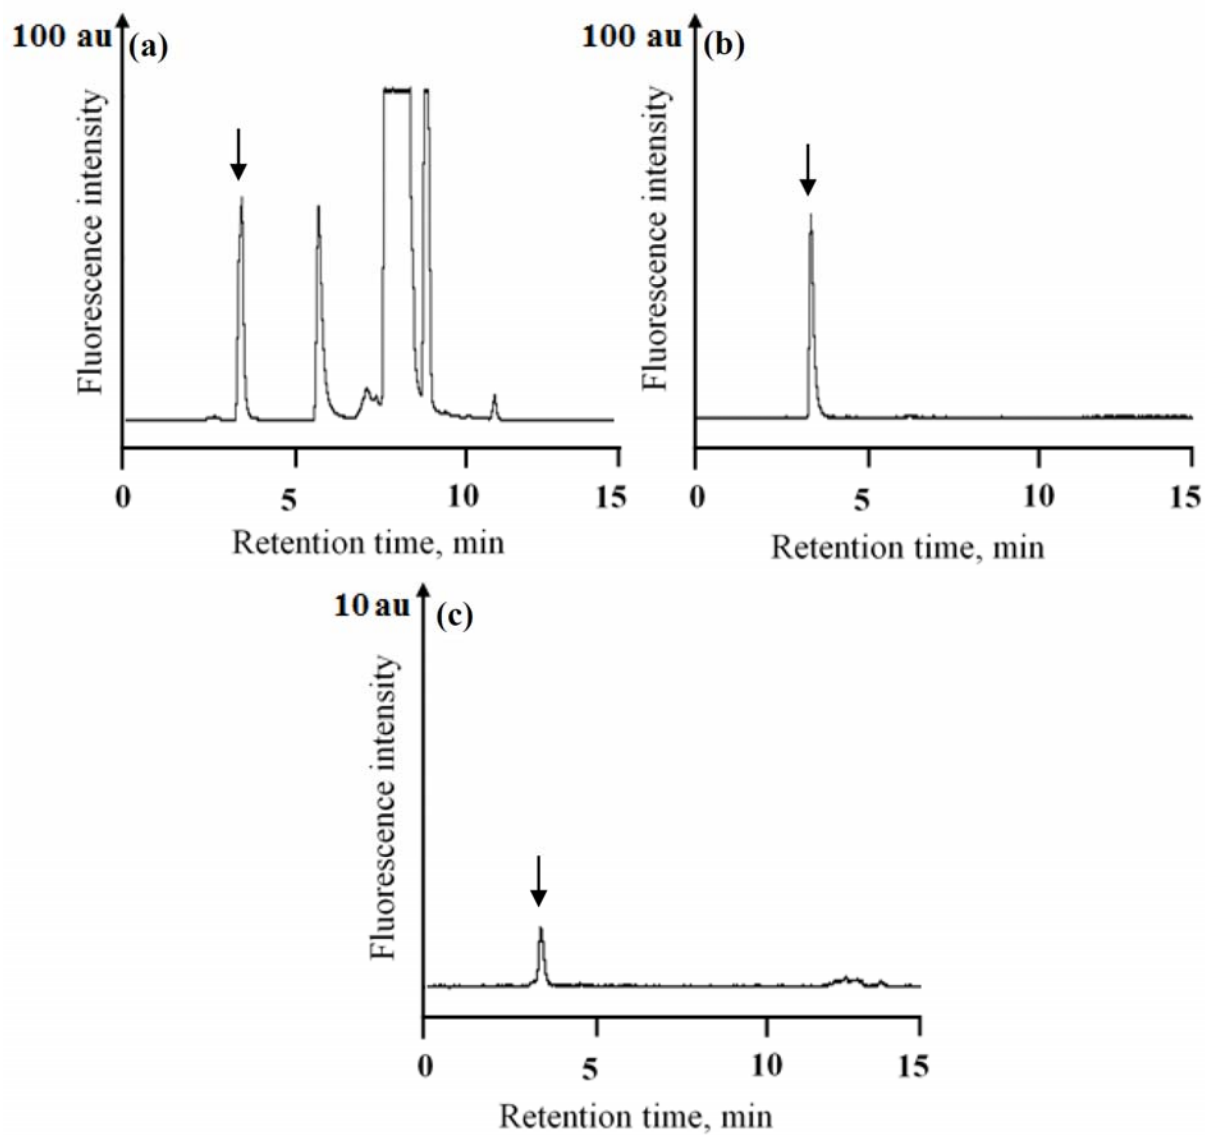 100 au (a)
Fluorescence intensity
0 5 10 15
Retention time, min
100 au (b)
Fluorescence intensity
0 5 10 15
Retention time, min
10 au (c)
Fluorescence intensity
0 5 10 15
Retention time, min